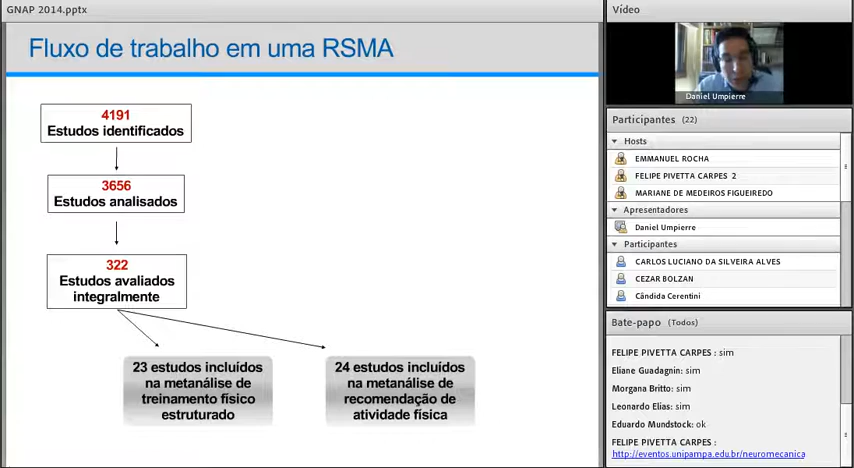 GNAP 2014.pptx
Fluxo de trabalho em uma RSMA
4191
Estudos identificados
3656
Estudos analisados
322
Estudos avaliados
integralmente
23 estudos incluídos
na metanálise de
treinamento físico
estruturado
24 estudos incluídos
na metanálise de
recomendação de
atividade física
Vídeo
Daniel Umpierre
Participantes (22)
Hosts
EMMANUEL ROCHA
FELIPE PIVETTA CARPES 2
MARIANE DE MEDEIROS FIGUEIREDO
Apresentadores
Daniel Umpierre
Participantes
CARLOS LUCIANO DA SILVEIRA ALVES
CEZAR BOLZAN
Cândida Cerentini
Bate-papo (Todos)
FELIPE PIVETTA CARPES : sim
Eliane Guadagnin: sim
Morgana Britto: sim
Leonardo Elias: sim
Eduardo Mundstock: ok
FELIPE PIVETTA CARPES :
http://eventos.unipampa.edu.br/neuromecanica